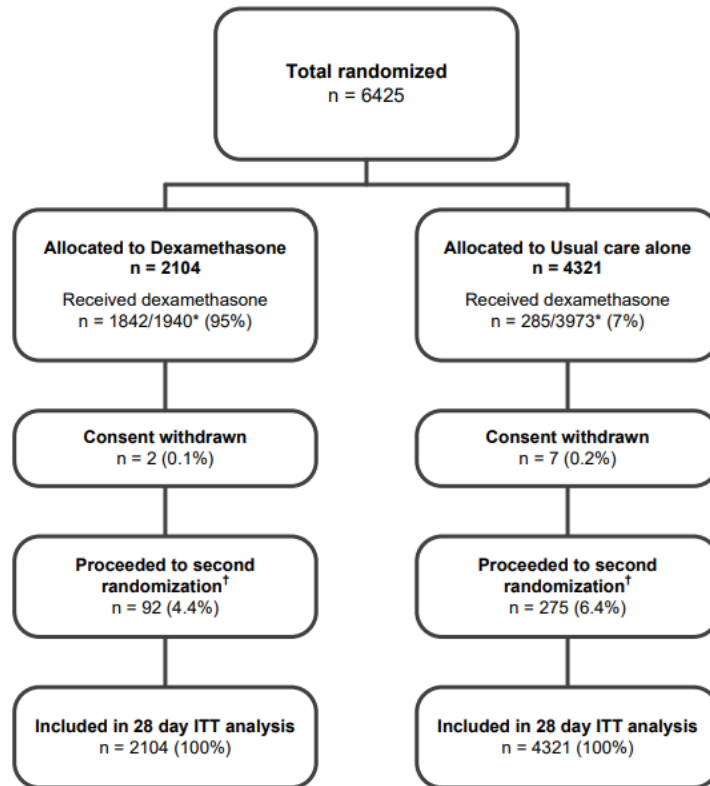 Total randomized
n = 6425
Allocated to Dexamethasone
n = 2104
Received dexamethasone
n = 1842/1940* (95%)
Allocated to Usual care alone
n = 4321
Received dexamethasone
n = 285/3973* (7%)
Consent withdrawn
n = 2 (0.1%)
Consent withdrawn
n = 7 (0.2%)
Proceeded to second
randomization†
n = 92 (4.4%)
Proceeded to second
randomization†
n = 275 (6.4%)
Included in 28 day ITT analysis
n = 2104 (100%)
Included in 28 day ITT analysis
n = 4321 (100%)